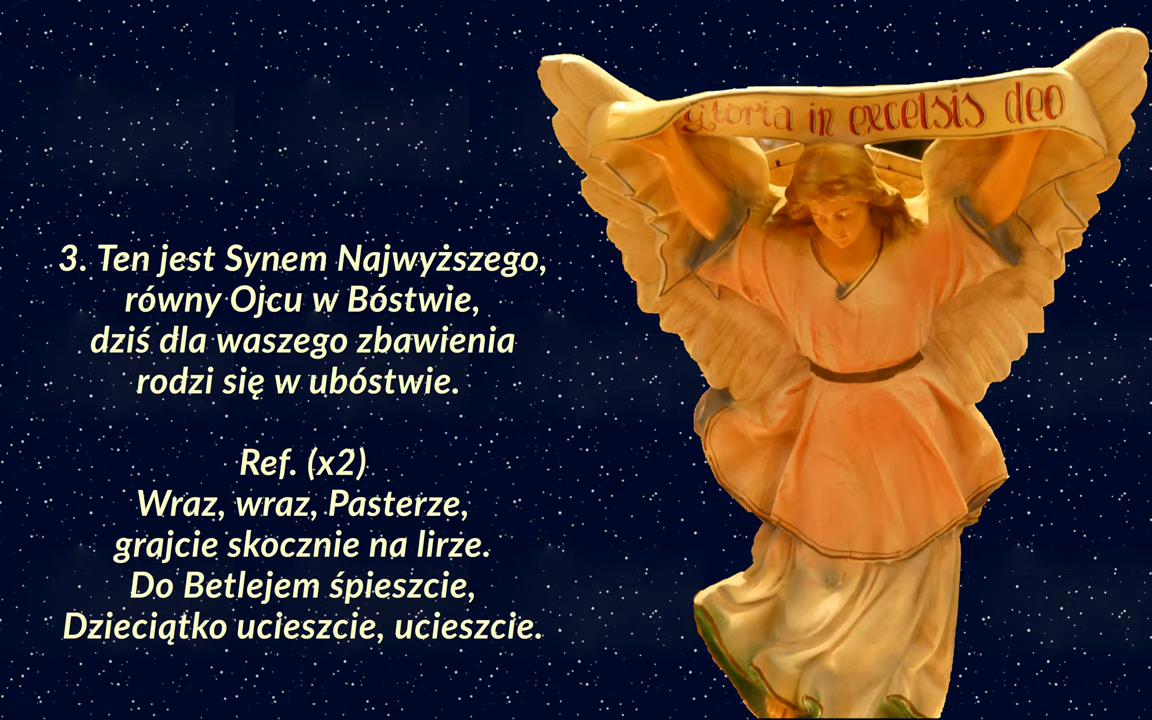 gloria in excelsis deo
3. Ten jest Synem Najwyższego,
równy Ojcu w Bóstwie,
dziś dla waszego zbawienia
rodzi się w ubóstwie.
Ref. (x2)
Wraz, wraz, Pasterze,
grajcie skocznie na lirze.
Do Betlejem śpieszcie,
Dzieciątko ucieszcie, ucieszcie.